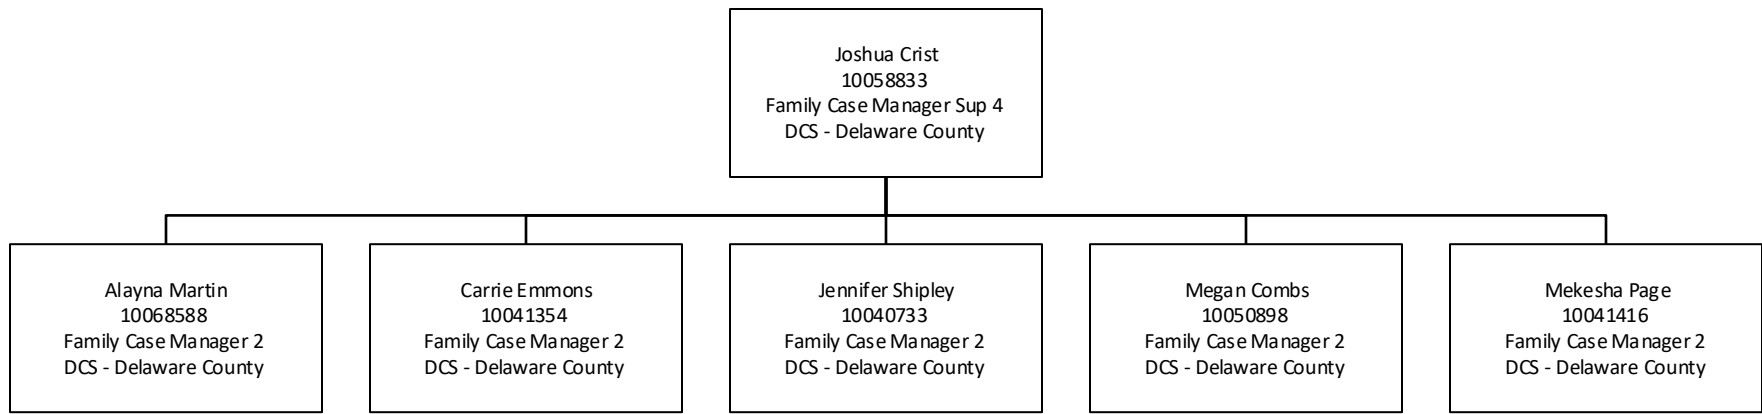 Joshua Crist
10058833
Family Case Manager Sup 4
DCS - Delaware County
Alayna Martin
10068588
Family Case Manager 2
DCS - Delaware County
Carrie Emmons
10041354
Family Case Manager 2
DCS - Delaware County
Jennifer Shipley
10040733
Family Case Manager 2
DCS - Delaware County
Megan Combs
10050898
Family Case Manager 2
DCS - Delaware County
Mekesha Page
10041416
Family Case Manager 2
DCS - Delaware County